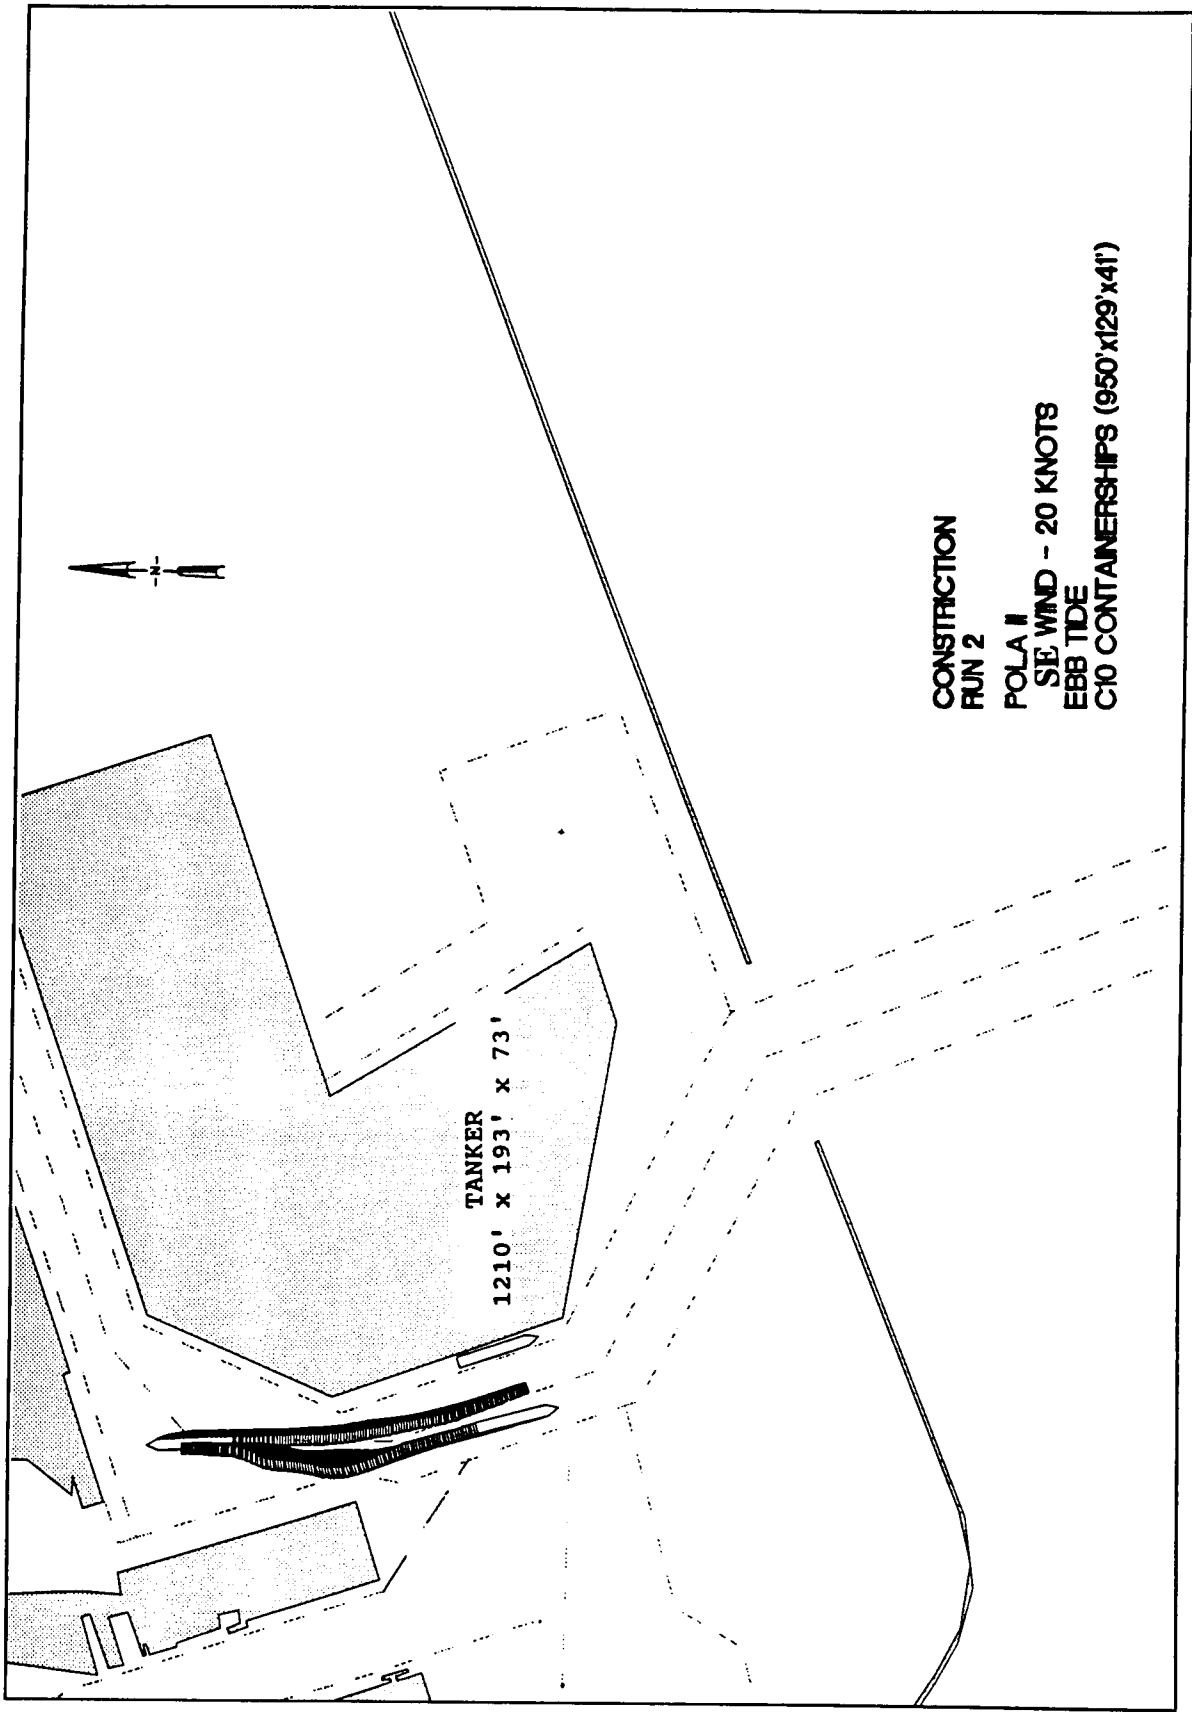 -N-
TANKER
1210' x 193' x 73'
CONSTRICTION
RUN 2
POLA II
SE WIND - 20 KNOTS
EBB TIDE
C10 CONTAINERSHIPS (950'x129'x41')